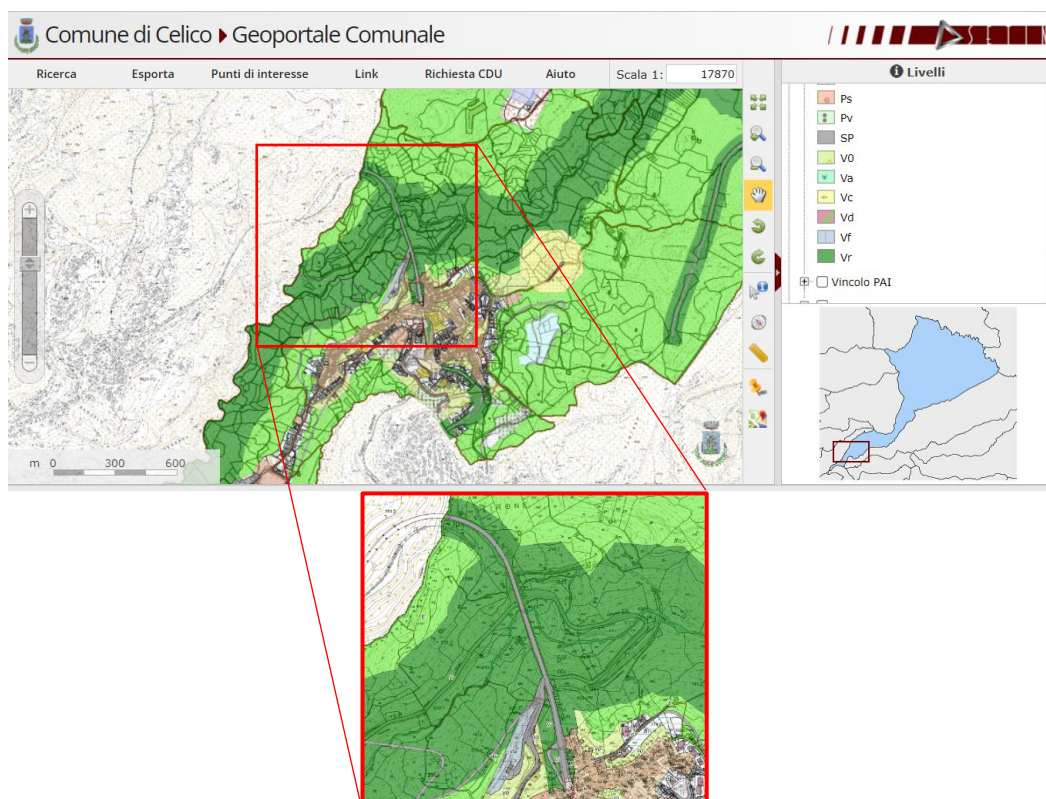 Comune di Celico Geoportale Comunale
Ricerca Esporta Punti di interesse Link Richiesta CDU Aiuto Scala 1: 17870
Livelli
Ps
Pv
SP
V0
Va
Vc
Vd
Vf
Vr
Vincolo PAI
m 0 300 600